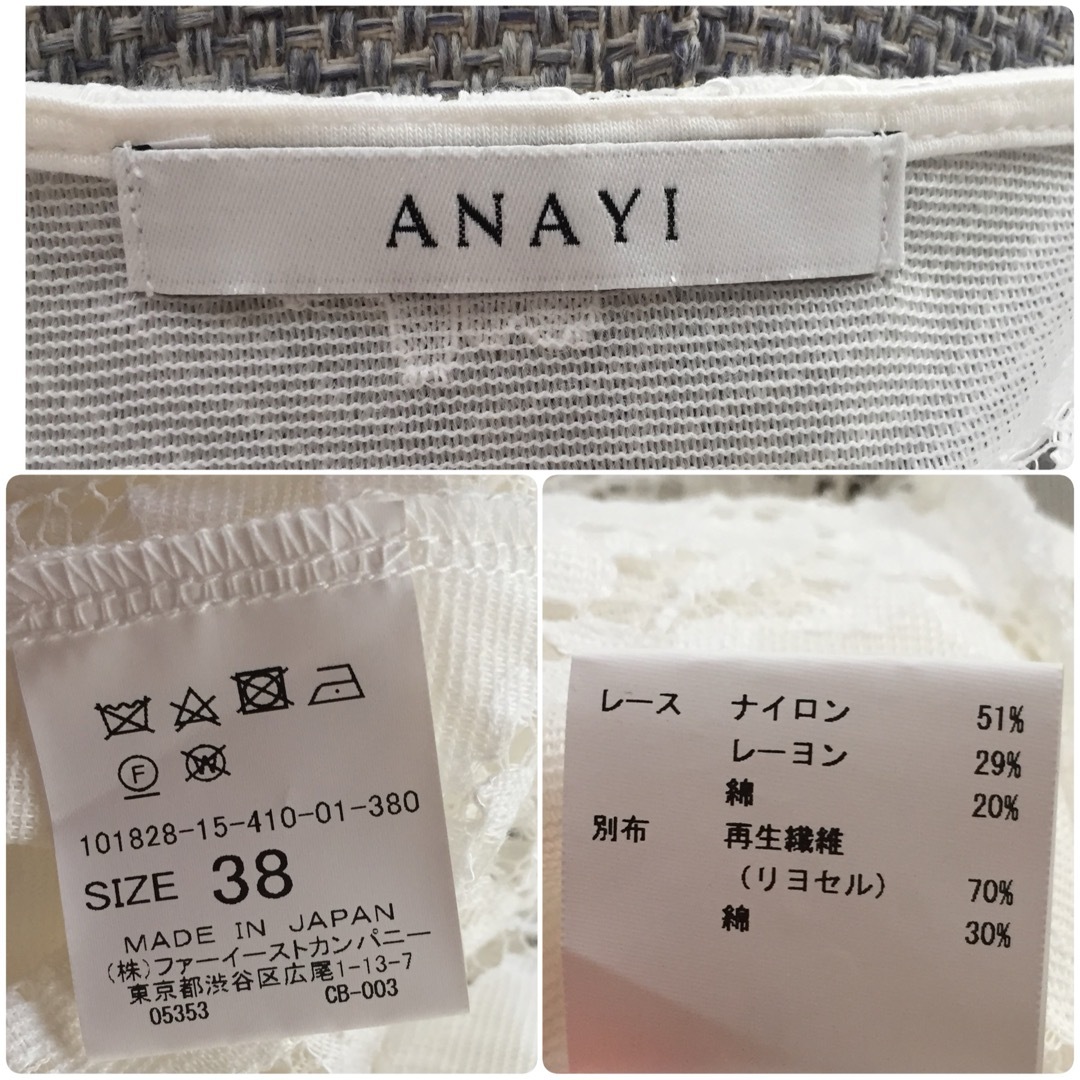 ANAYI
F
W
101828-15-410-01-380
SIZE 38
MADE IN JAPAN
(株)ファーイーストカンパニー
東京都渋谷区広尾1-13-7
05353 CB-003
レース ナイロン 51%
レーヨン 29%
綿 20%
別布 再生繊維
(リヨセル) 70%
綿 30%